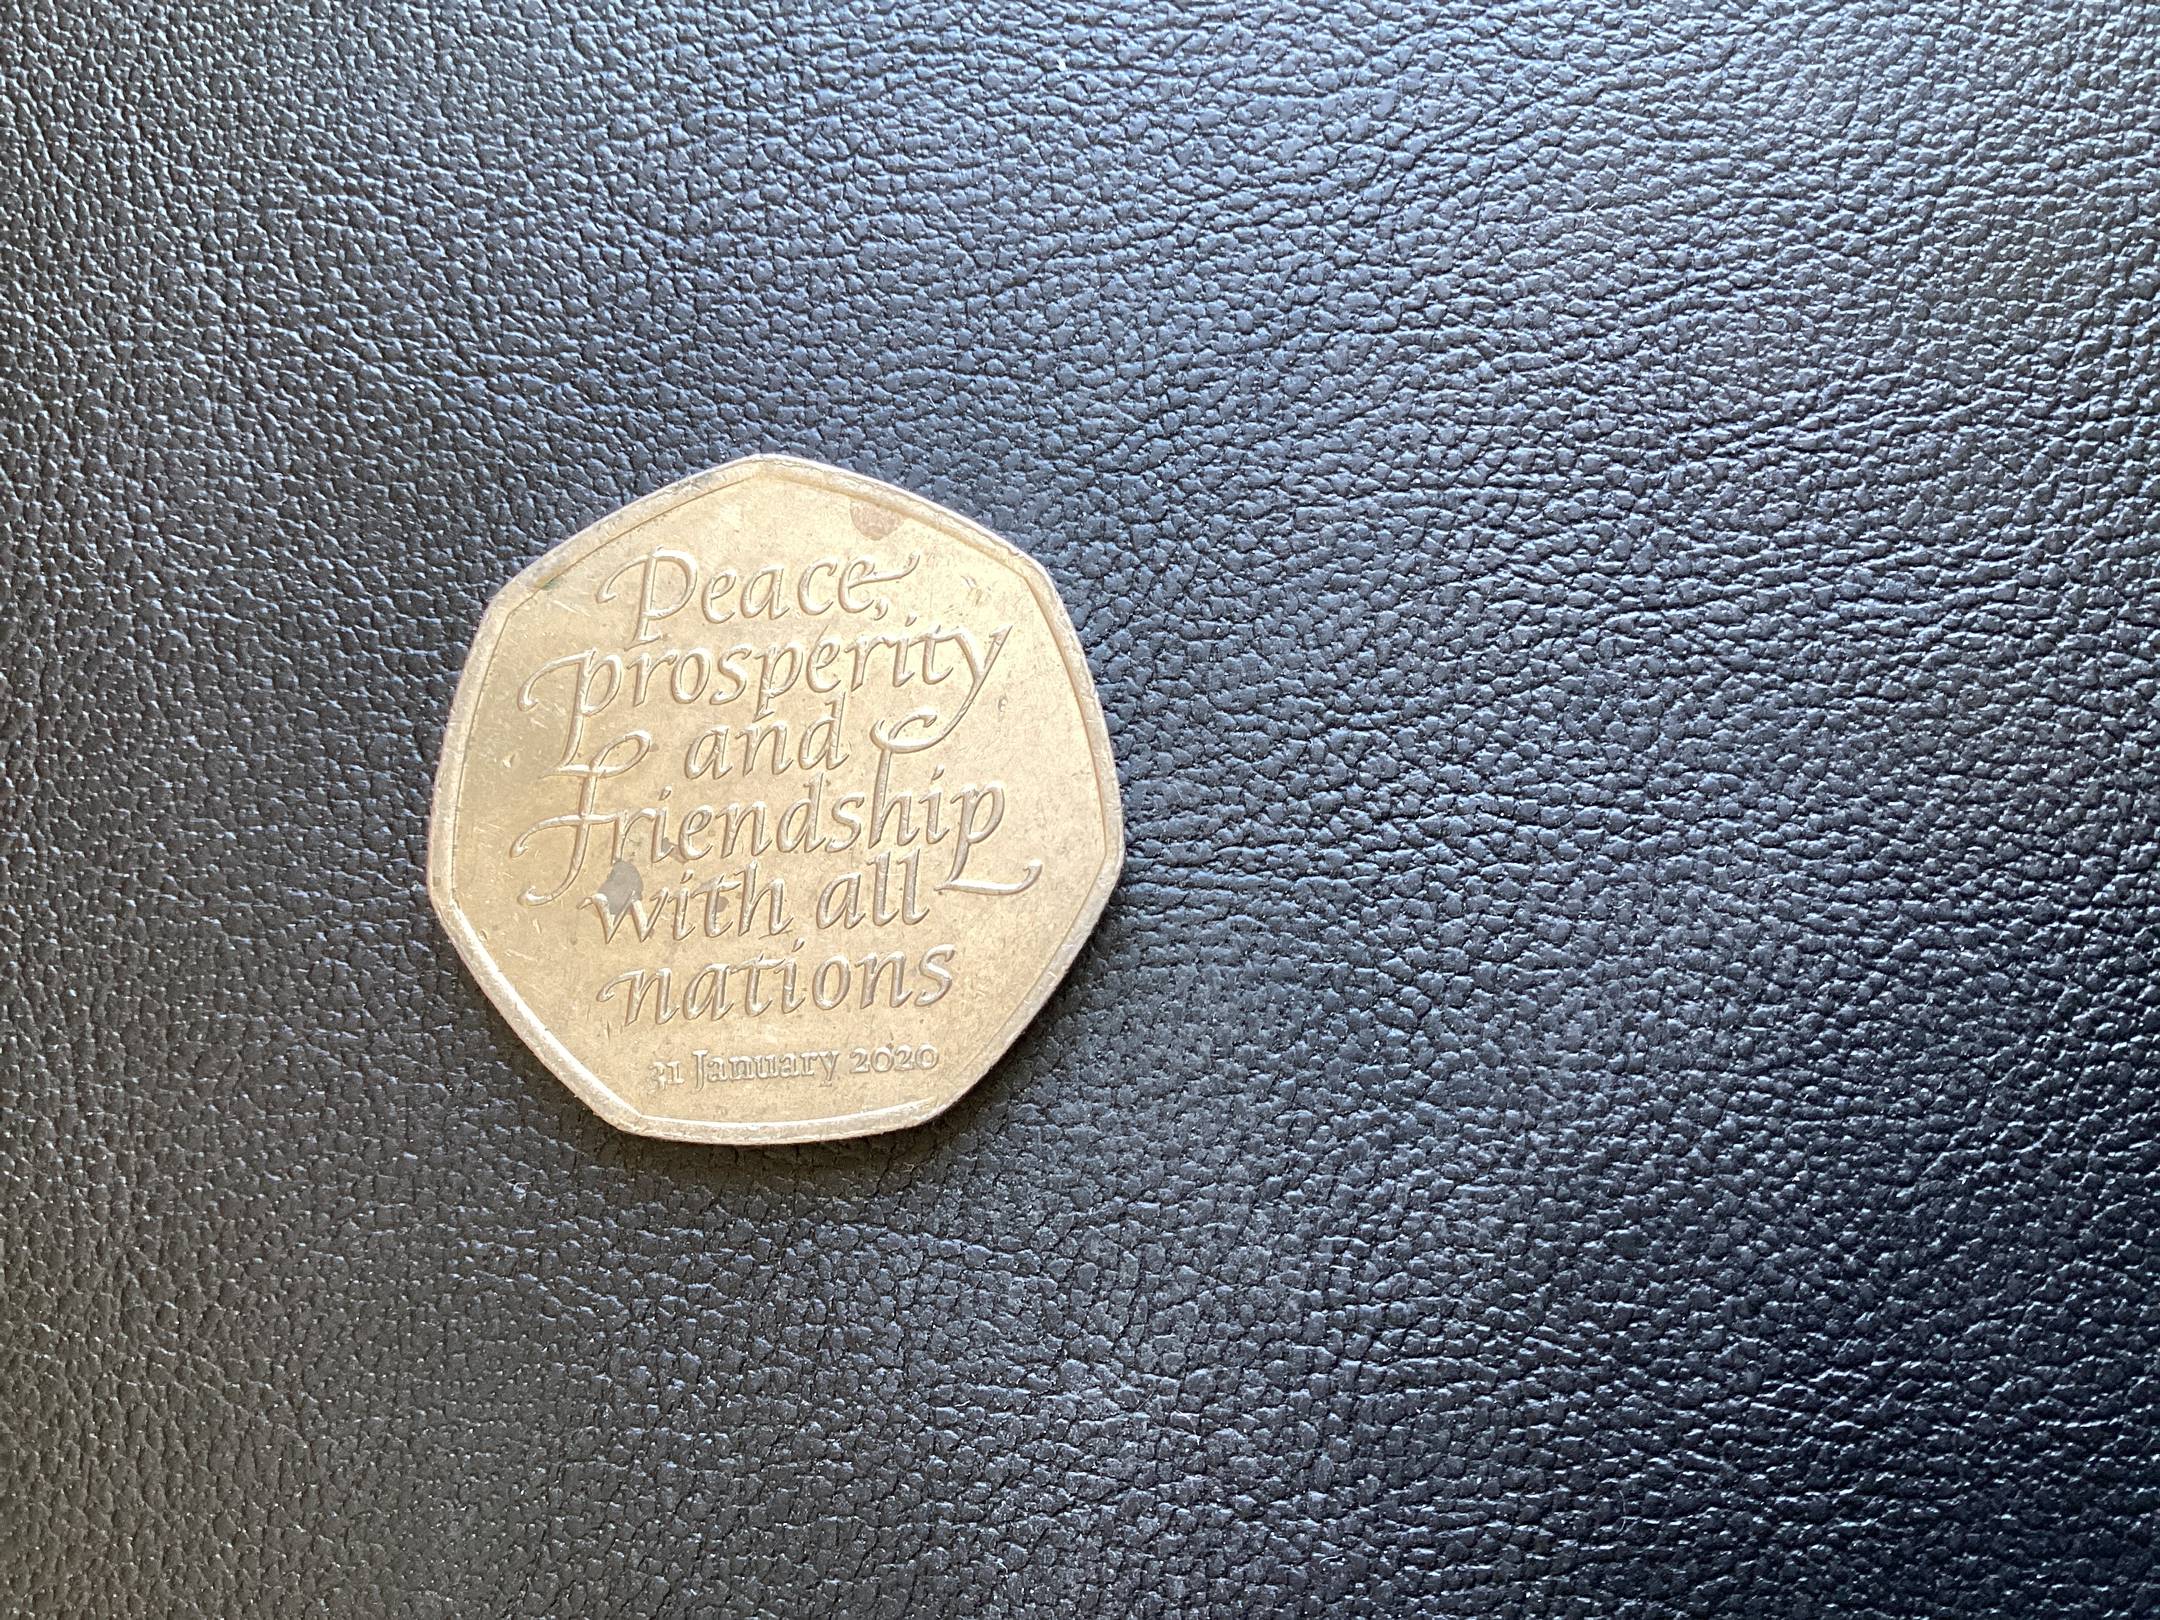 Peace,
prosperity
and
friendship
with all
nations
31 January 2020